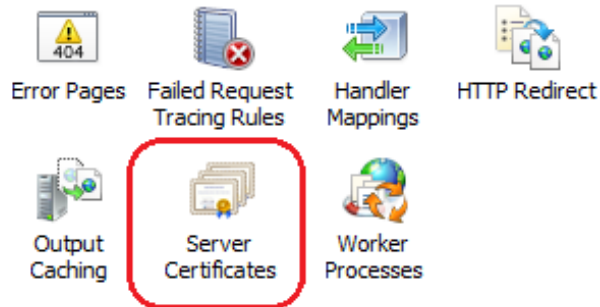 404
Error Pages
Failed Request
Tracing Rules
Handler
Mappings
HTTP Redirect
Output
Caching
Server
Certificates
Worker
Processes